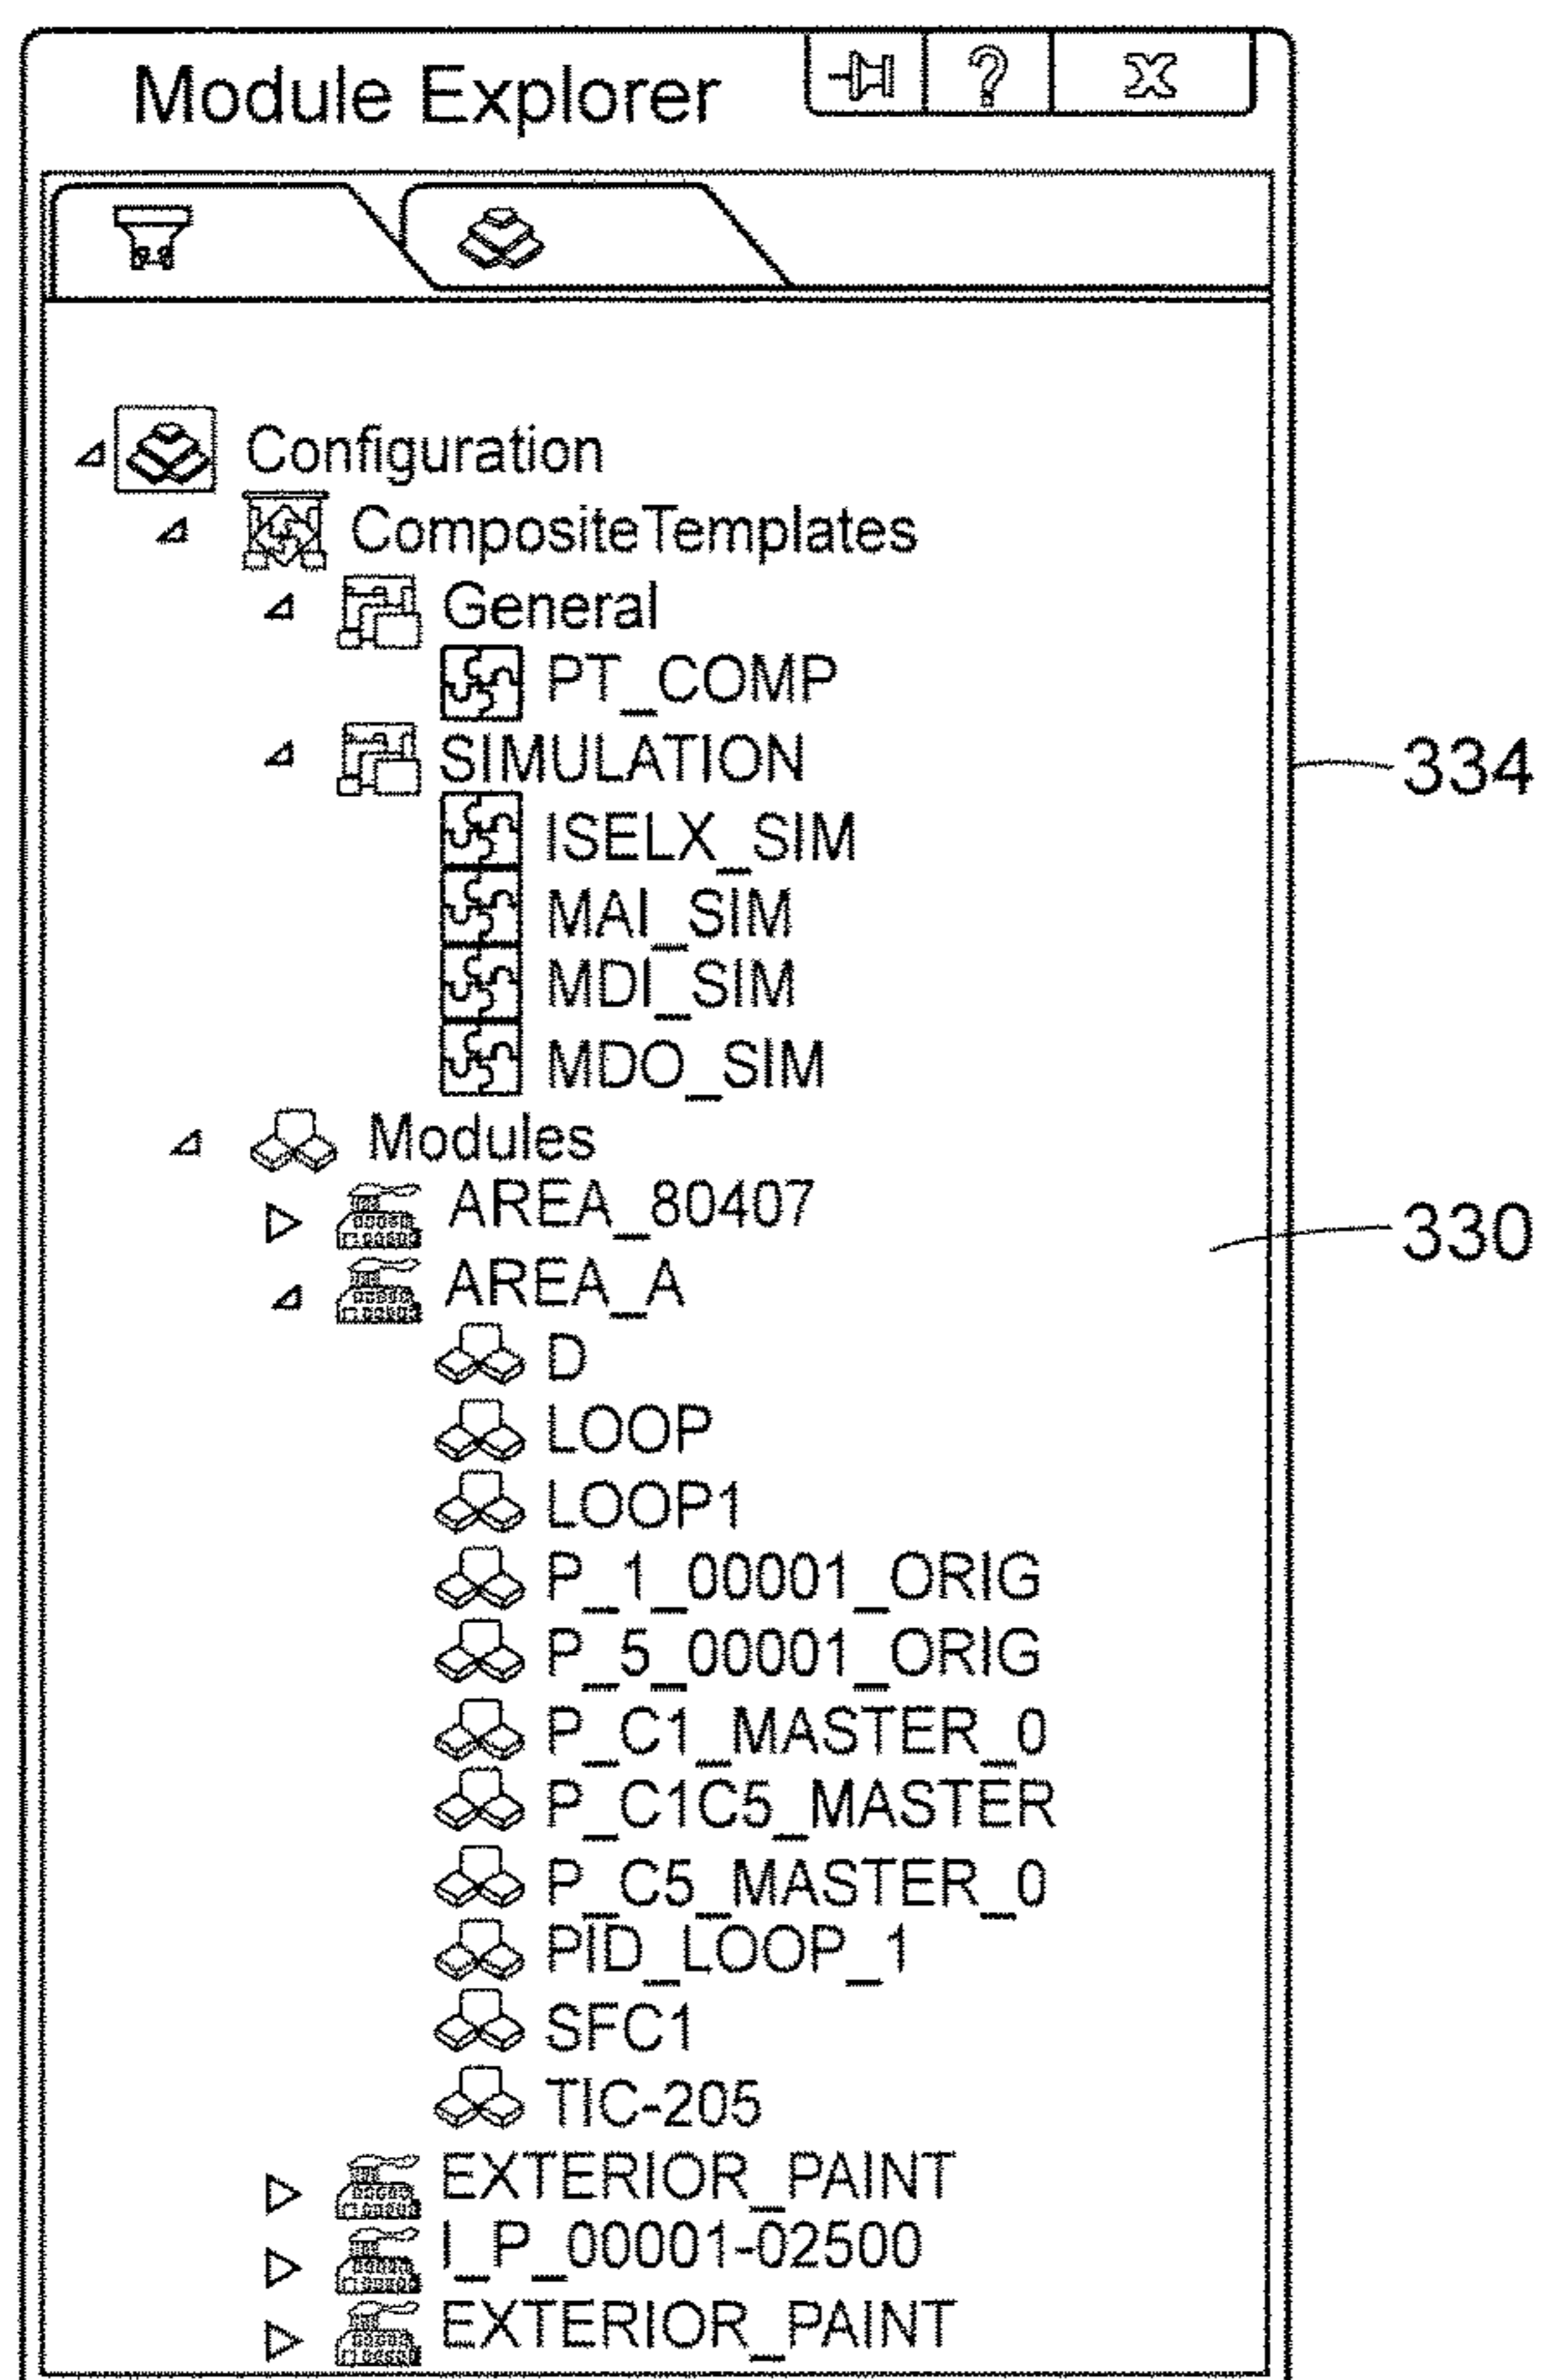 Module Explorer ? X
Configuration
CompositeTemplates
General
PT_COMP
SIMULATION
334
ISELX_SIM
MAI_SIM
MDI_SIM
MDO_SIM
Modules
AREA_80407
330
AREA_A
D
LOOP
LOOP1
P_1_00001_ORIG
P_5_00001_ORIG
P_C1_MASTER_0
P_C1C5_MASTER
P_C5_MASTER_0
PID_LOOP_1
SFC1
TIC-205
EXTERIOR_PAINT
I_P_00001-02500
EXTERIOR_PAINT